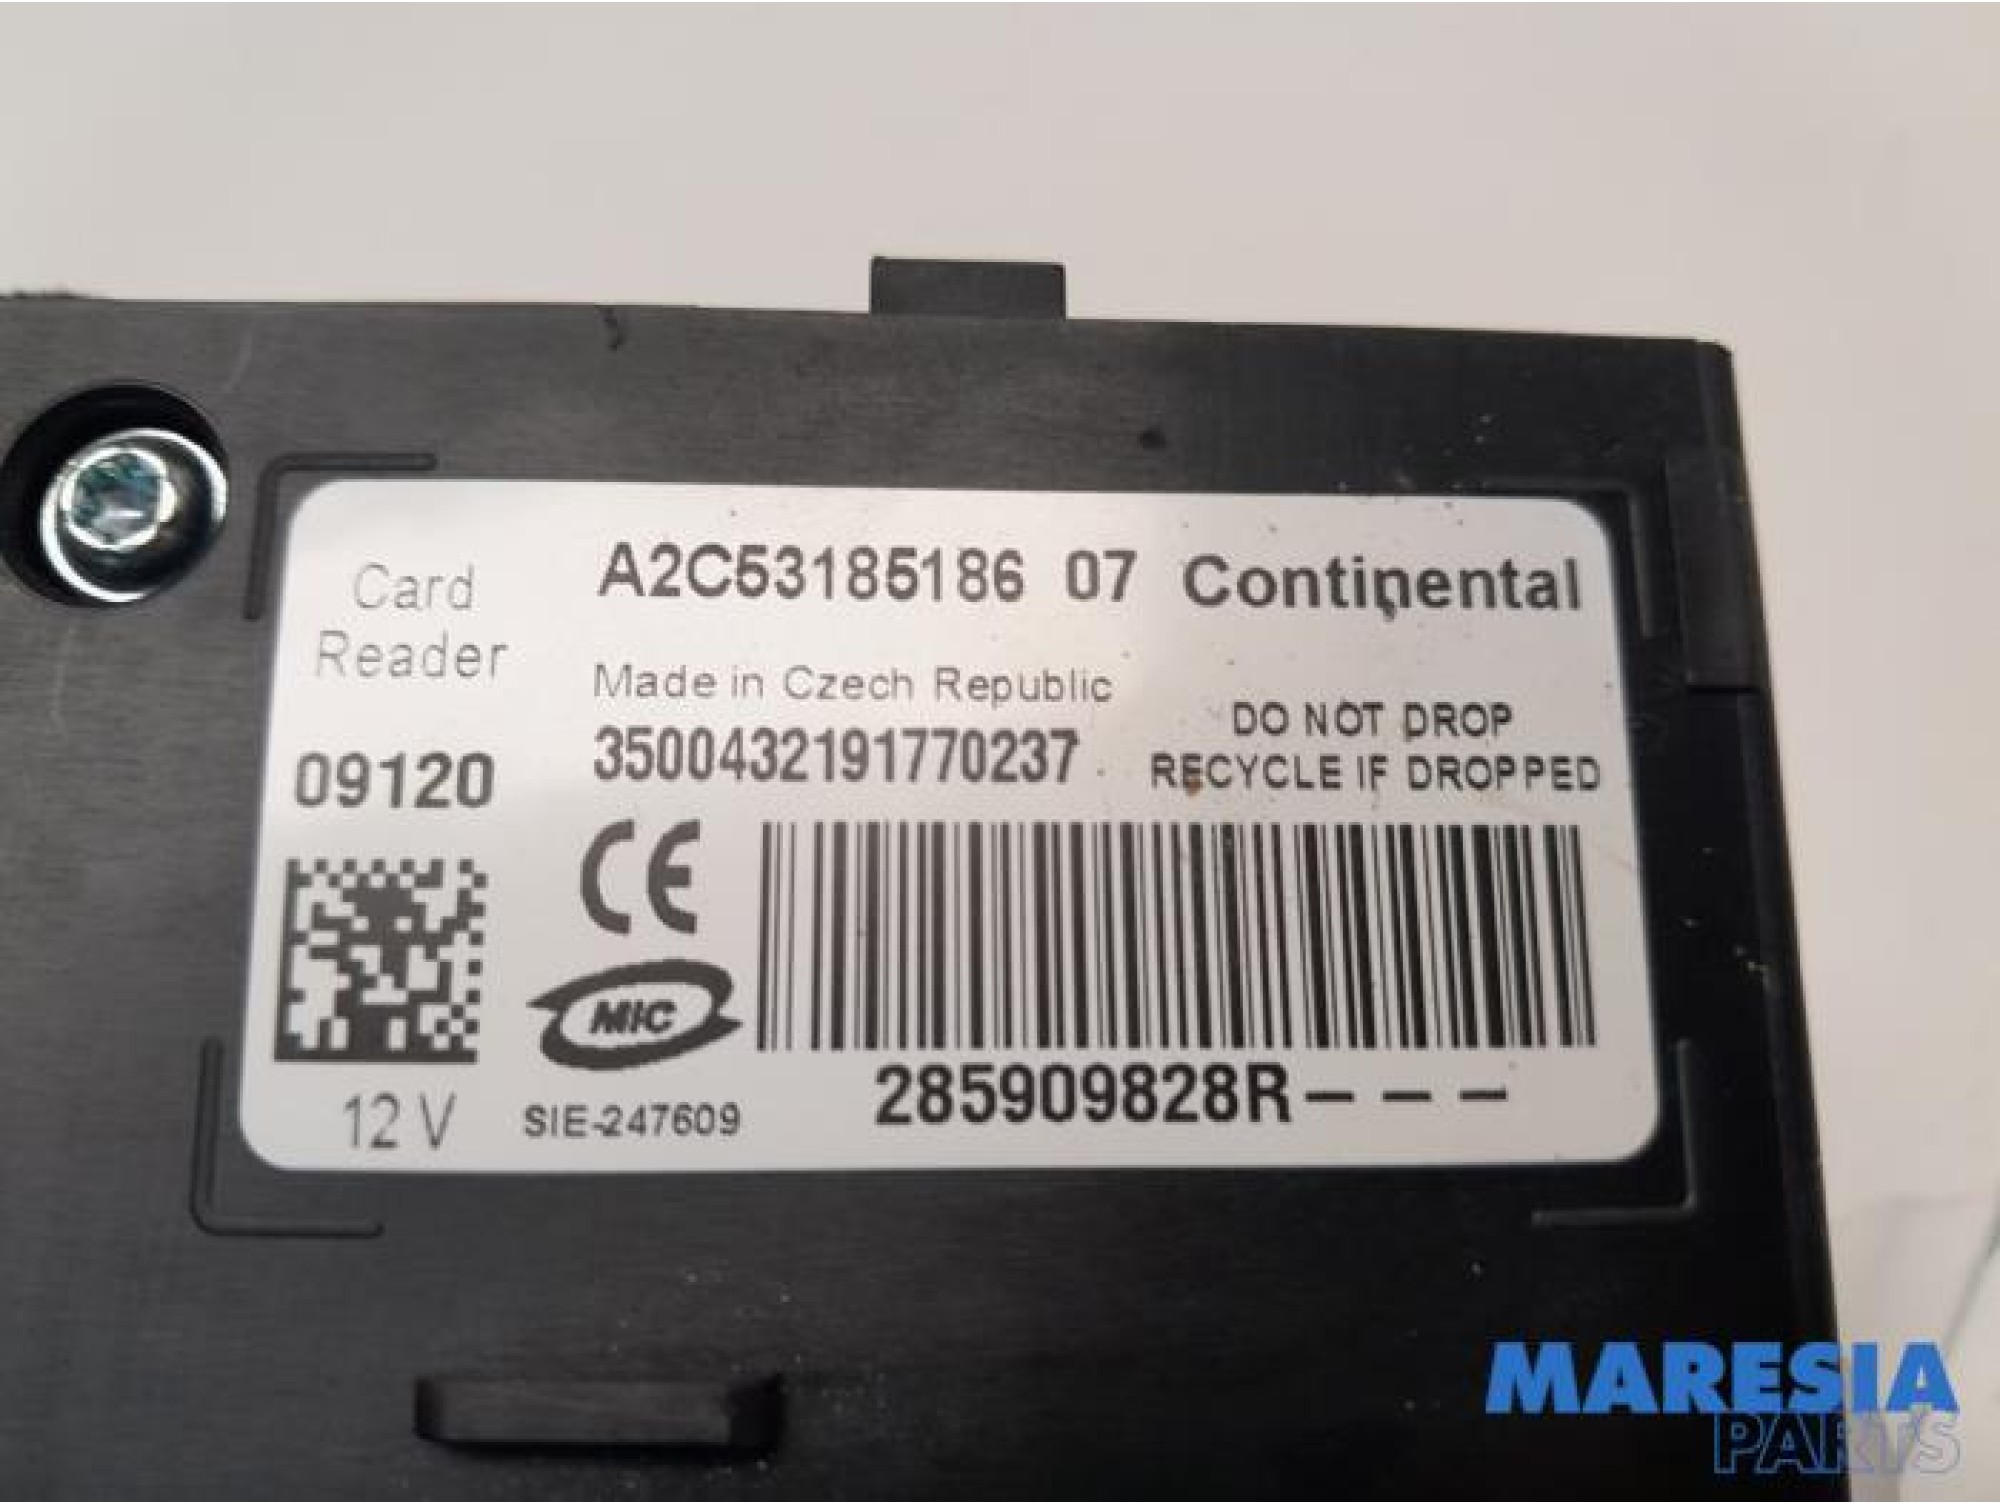 Card
Reader
09120
12 V
A2C53185186 07 Continental
Made in Czech Republic
3500432191770237
DO NOT DROP
RECYCLE IF DROPPED
CE
MIC
SIE-247609
285909828R---
MARESIA
PARTS